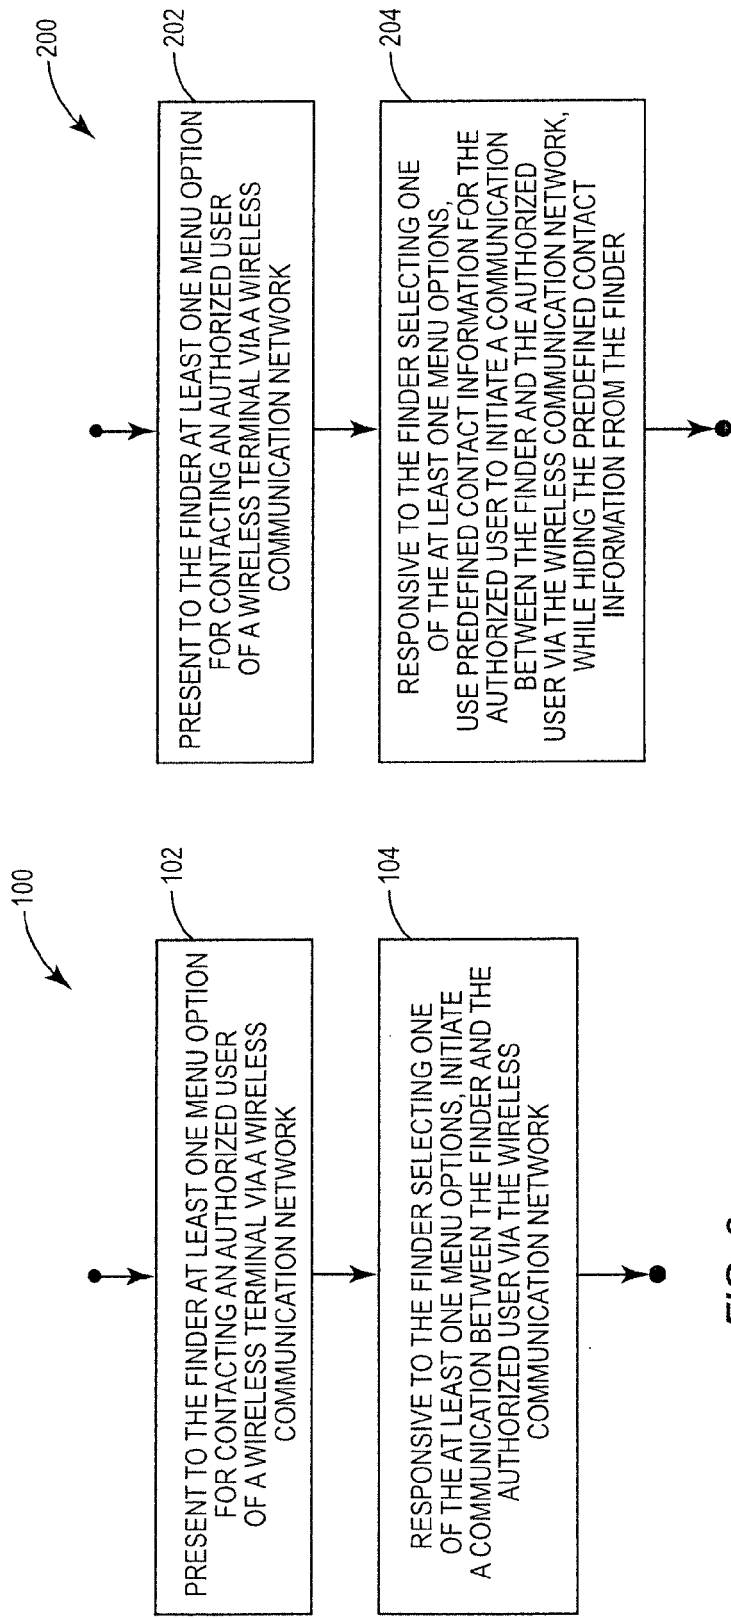 100
102
PRESENT TO THE FINDER AT LEAST ONE MENU OPTION
FOR CONTACTING AN AUTHORIZED USER
OF A WIRELESS TERMINAL VIA A WIRELESS
COMMUNICATION NETWORK
104
RESPONSIVE TO THE FINDER SELECTING ONE
OF THE AT LEAST ONE MENU OPTIONS, INITIATE
A COMMUNICATION BETWEEN THE FINDER AND THE
AUTHORIZED USER VIA THE WIRELESS
COMMUNICATION NETWORK
FIG.
200
202
PRESENT TO THE FINDER AT LEAST ONE MENU OPTION
FOR CONTACTING AN AUTHORIZED USER
OF A WIRELESS TERMINAL VIA A WIRELESS
COMMUNICATION NETWORK
204
RESPONSIVE TO THE FINDER SELECTING ONE
OF THE AT LEAST ONE MENU OPTIONS,
USE PREDEFINED CONTACT INFORMATION FOR THE
AUTHORIZED USER TO INITIATE A COMMUNICATION
BETWEEN THE FINDER AND THE AUTHORIZED
USER VIA THE WIRELESS COMMUNICATION NETWORK,
WHILE HIDING THE PREDEFINED CONTACT
INFORMATION FROM THE FINDER